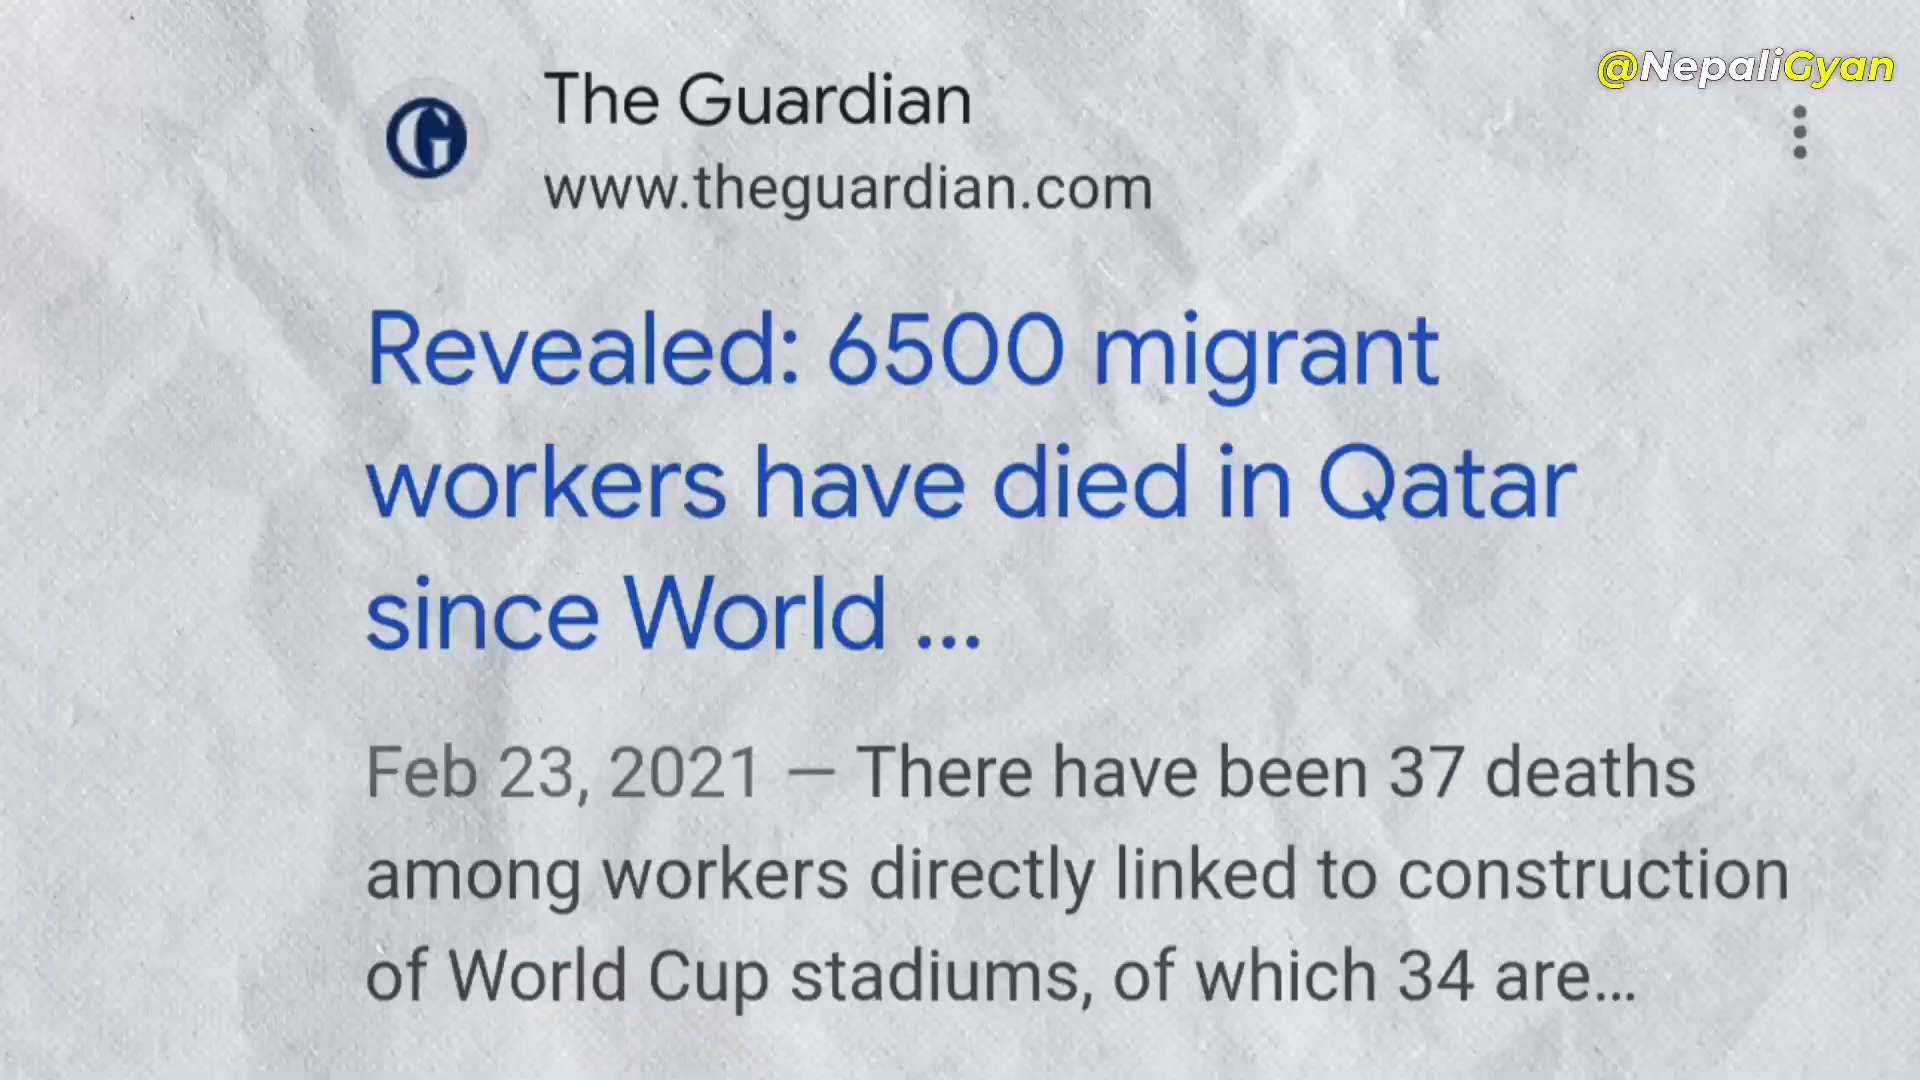 @NepaliGyan
The Guardian
www.theguardian.com
Revealed: 6500 migrant
workers have died in Qatar
since World ...
Feb 23, 2021 — There have been 37 deaths
among workers directly linked to construction
of World Cup stadiums, of which 34 are...